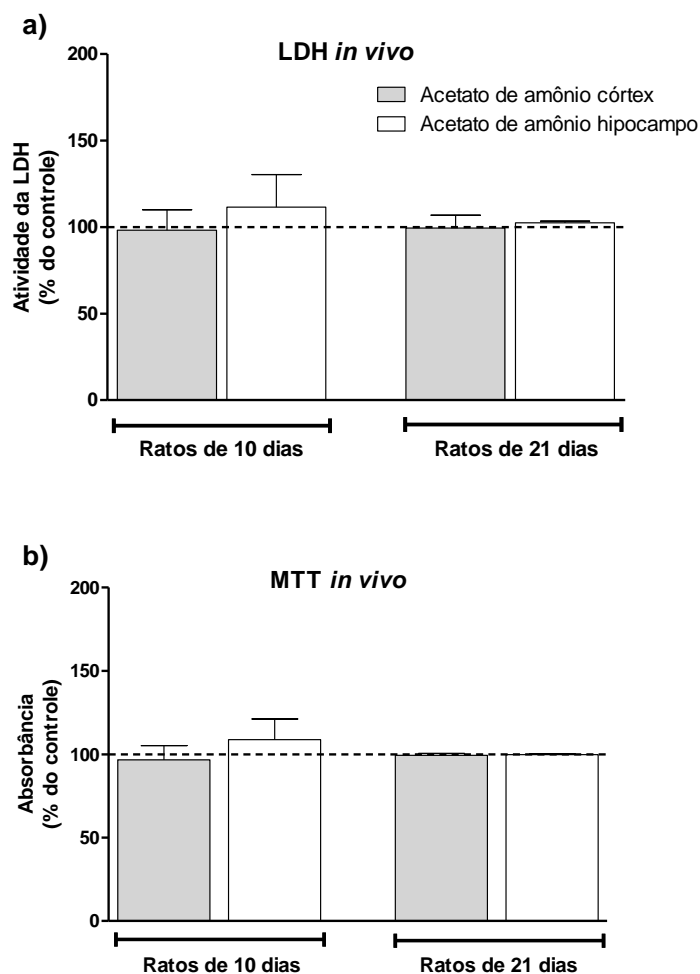 a)
LDH in vivo
200
150
100
50
0
Atividade da LDH
(% do controle)
Acetato de amônio córtex
Acetato de amônio hipocampo
Ratos de 10 dias
Ratos de 21 dias
b)
MTT in vivo
200
150
100
50
0
Absorbância
(% do controle)
Ratos de 10 dias
Ratos de 21 dias